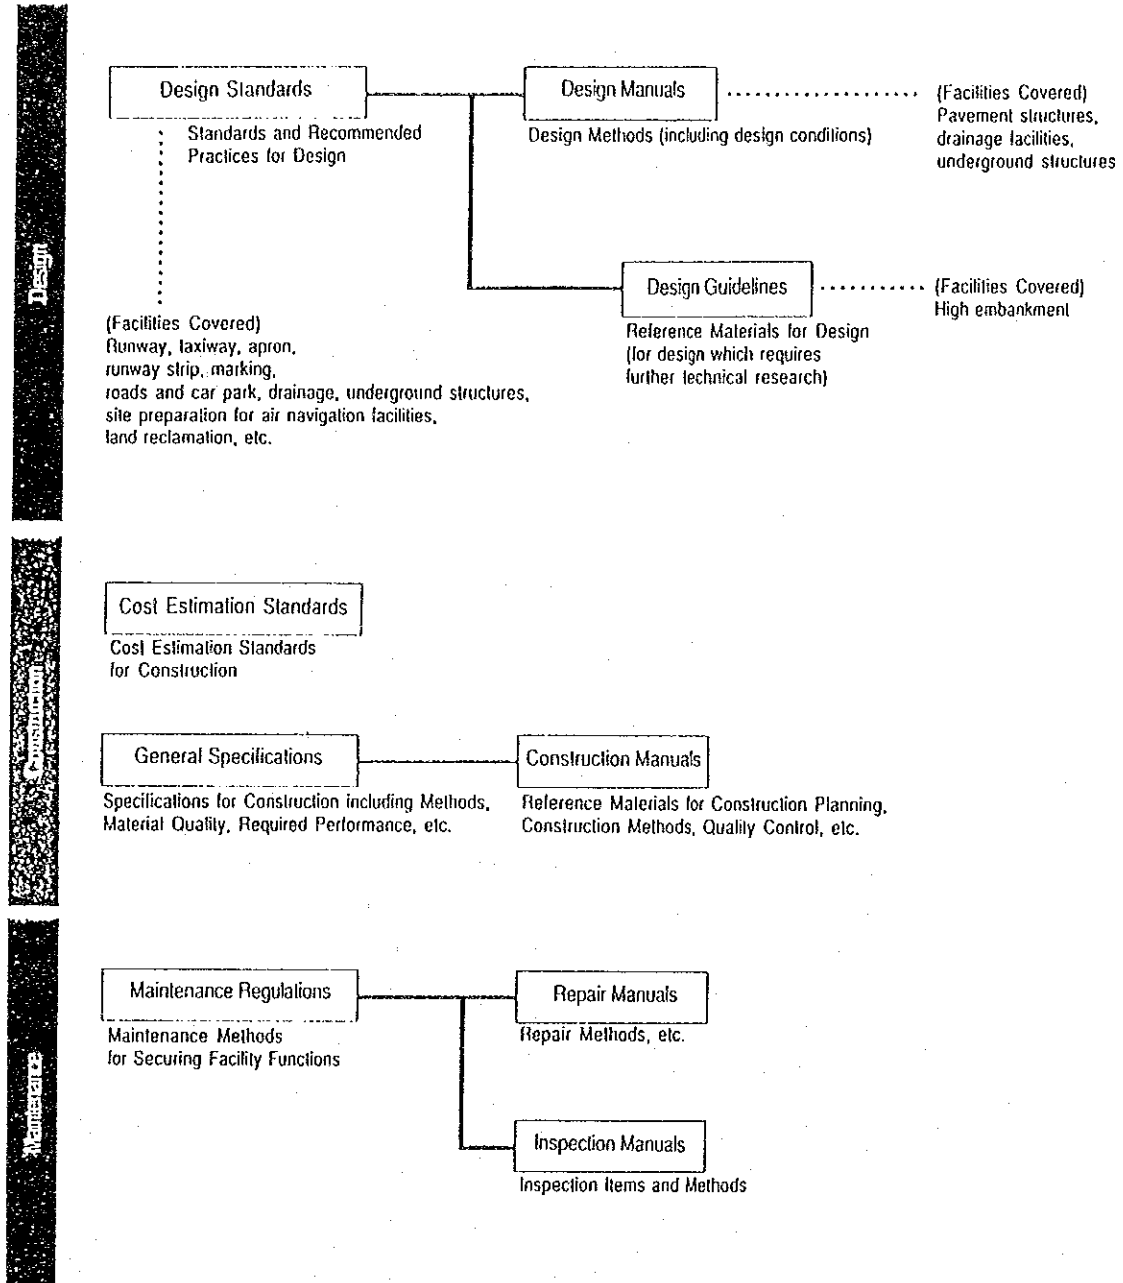 Design
Design Standards
Standards and Recommended
Practices for Design
(Facilities Covered)
Runway, taxiway, apron,
runway strip, marking,
roads and car park, drainage, underground structures,
site preparation for air navigation facilities,
land reclamation, etc.
Design Manuals
Design Methods (including design conditions)
(Facilities Covered)
Pavement structures,
drainage facilities,
underground structures
Design Guidelines
Reference Materials for Design
(for design which requires
further technical research)
(Facilities Covered)
High embankment
Construction
Cost Estimation Standards
Cost Estimation Standards
for Construction
General Specifications
Specifications for Construction including Methods,
Material Quality, Required Performance, etc.
Construction Manuals
Reference Materials for Construction Planning,
Construction Methods, Quality Control, etc.
Maintenance
Maintenance Regulations
Maintenance Methods
for Securing Facility Functions
Repair Manuals
Repair Methods, etc.
Inspection Manuals
Inspection Items and Methods